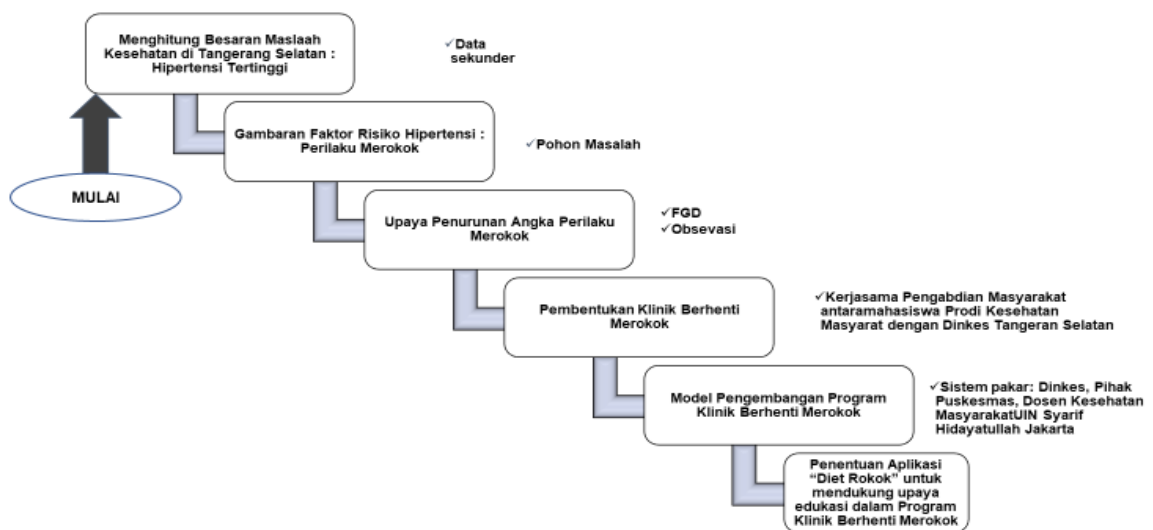 Menghitung Besaran Maslaah
Kesehatan di Tangerang Selatan :
Hipertensi Tertinggi
✓Data
sekunder
Gambaran Faktor Risiko Hipertensi :
Perilaku Merokok
✓Pohon Masalah
MULAI
Upaya Penurunan Angka Perilaku
Merokok
✓FGD
✓Obsevasi
Pembentukan Klinik Berhenti
Merokok
✓Kerjasama Pengabdian Masyarakat
antaramahasiswa Prodi Kesehatan
Masyarat dengan Dinkes Tangeran Selatan
Model Pengembangan Program
Klinik Berhenti Merokok
✓Sistem pakar: Dinkes, Pihak
Puskesmas, Dosen Kesehatan
MasyarakatUIN Syarif
Hidayatullah Jakarta
Penentuan Aplikasi
“Diet Rokok” untuk
mendukung upaya
edukasi dalam Program
Klinik Berhenti Merokok